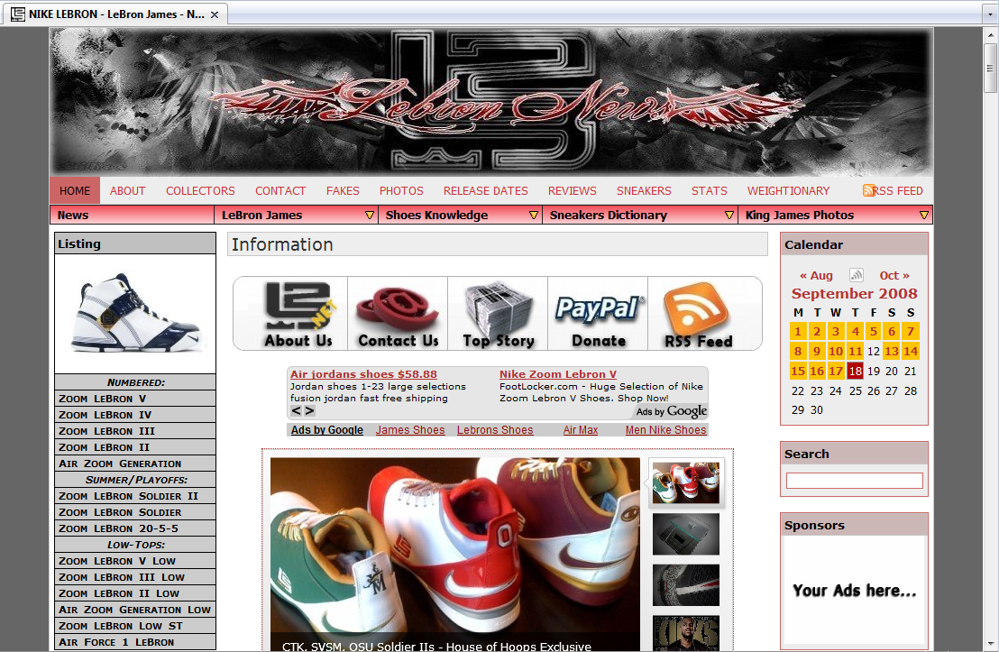 NIKE LEBRON - LeBron James - N...
Lebron News
HOME ABOUT COLLECTORS CONTACT FAKES PHOTOS RELEASE DATES REVIEWS SNEAKERS STATS WEIGHTIONARY RSS FEED
News LeBron James Shoes Knowledge Sneakers Dictionary King James Photos
Listing
NUMBERED:
ZOOM LEBRON V
ZOOM LEBRON IV
ZOOM LEBRON III
ZOOM LEBRON II
AIR ZOOM GENERATION
SUMMER/PLAYOFFS:
ZOOM LEBRON SOLDIER II
ZOOM LEBRON SOLDIER
ZOOM LEBRON 20-5-5
LOW-TOPS:
ZOOM LEBRON V LOW
ZOOM LEBRON III LOW
ZOOM LEBRON II LOW
AIR ZOOM GENERATION LOW
ZOOM LEBRON LOW ST
AIR FORCE 1 LEBRON
Information
NET
About Us Contact Us Top Story Donate RSS Feed
PayPal
Air jordans shoes $58.88
Jordan shoes 1-23 large selections
fusion jordan fast free shipping
Nike Zoom Lebron V
FootLocker.com - Huge Selection of Nike
Zoom Lebron V Shoes. Shop Now!
< >
Ads by Google
Ads by Google James Shoes Lebrons Shoes Air Max Men Nike Shoes
CTK, SVSM, OSU Soldier IIs - House of Hoops Exclusive
Calendar
« Aug Oct »
September 2008
M T W T F S S
1 2 3 4 5 6 7
8 9 10 11 12 13 14
15 16 17 18 19 20 21
22 23 24 25 26 27 28
29 30
Search
Sponsors
Your Ads here...